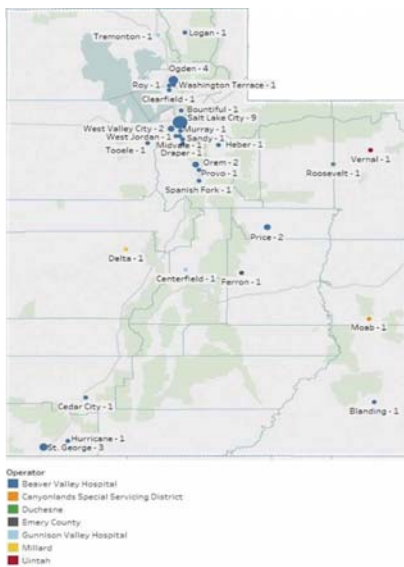 Tremonton - 1
Logan - 1
Ogden - 4
Roy - 1
Washington Terrace - 1
Clearfield - 1
Bountiful - 1
Salt Lake City - 9
West Valley City - 2
Murray - 1
West Jordan - 1
Sandy - 1
Midvale - 1
Tooele - 1
Draper - 1
Heber - 1
Vernal - 1
Orem - 2
Roosevelt - 1
Provo - 1
Spanish Fork - 1
Price - 2
Delta - 1
Centerfield - 1
Ferron - 1
Moab - 1
Cedar City - 1
Blanding - 1
Hurricane - 1
St. George - 3
Operator
Beaver Valley Hospital
Canyonlands Special Servicing District
Duchesne
Emery County
Gunnison Valley Hospital
Millard
Uintah